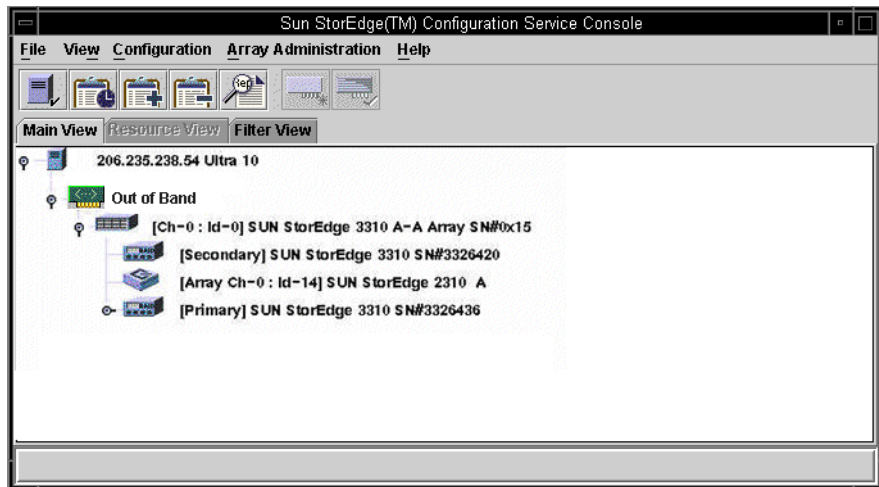 Sun StorEdge(TM) Configuration Service Console
File View Configuration Array Administration Help
Rep
Main View Resource View Filter View
206.235.238.54 Ultra 10
Out of Band
[Ch-0 : Id-0] SUN StorEdge 3310 A-A Array SN#0x15
[Secondary] SUN StorEdge 3310 SN#3326420
[Array Ch-0 : Id-14] SUN StorEdge 2310 A
[Primary] SUN StorEdge 3310 SN#3326436